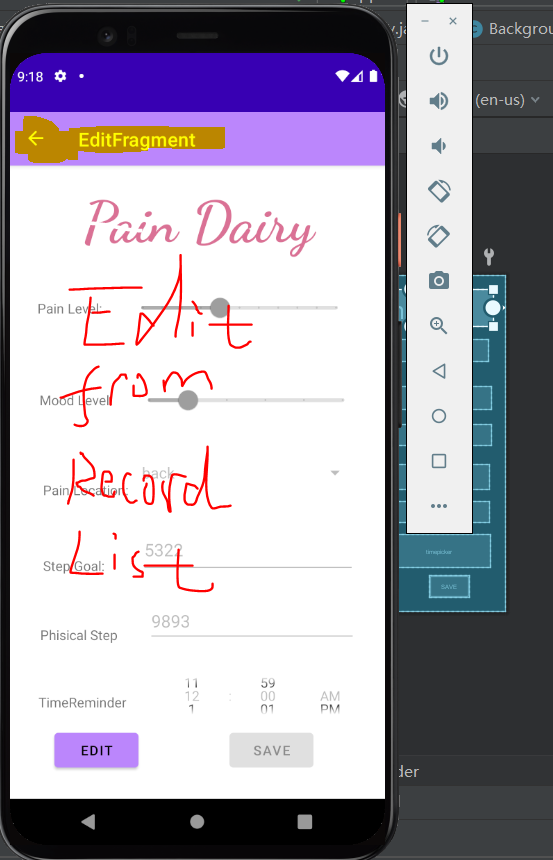 Backgrou
9:18
(en-us)
EditFragment
Pain Dairy
Pain Level:
Edit
Mood Level:
from
back
Pain Location:
Record
5322
Step Goal:
List
timepicker
SAVE
9893
Phisical Step
11 59
TimeReminder 12 : 00 AM
1 01 PM
EDIT SAVE
der